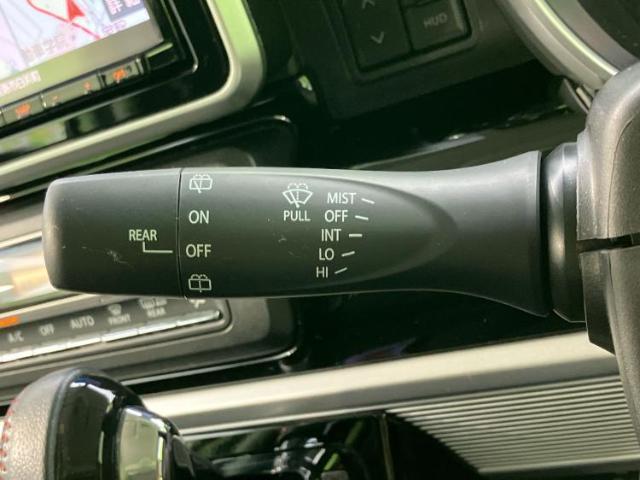 HUD
MIST
PULL
OFF
ON
INT
REAR
OFF
LO
HI
A/C
OFF
AUTO
FRONT
REAR